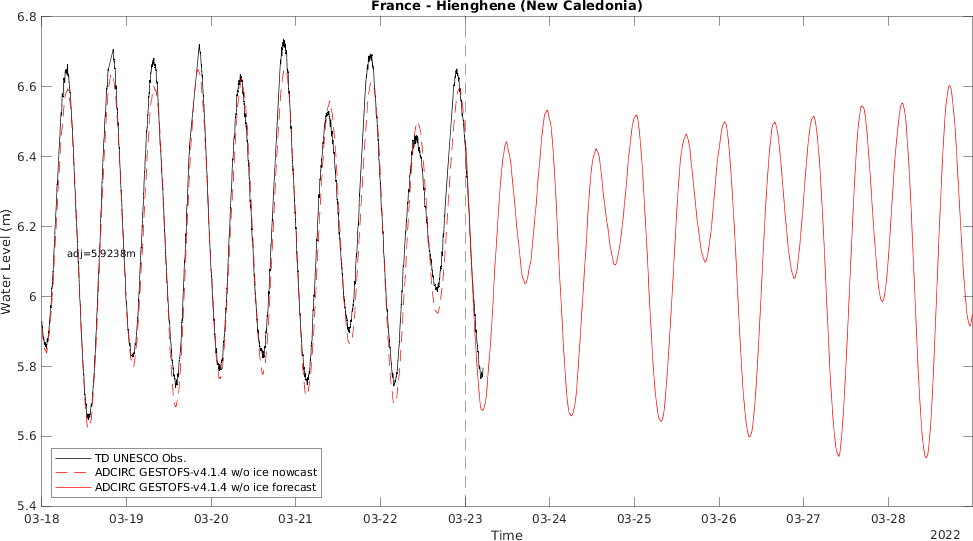 France - Hienghene (New Caledonia)
6.8
6.6
6.4
6.2
6
5.8
5.6
5.4
Water Level (m)
adj=5.9238m
TD UNESCO Obs.
ADCIRC GESTOFS-v4.1.4 w/o ice nowcast
ADCIRC GESTOFS-v4.1.4 w/o ice forecast
03-18 03-19 03-20 03-21 03-22 03-23 03-24 03-25 03-26 03-27 03-28
Time
2022